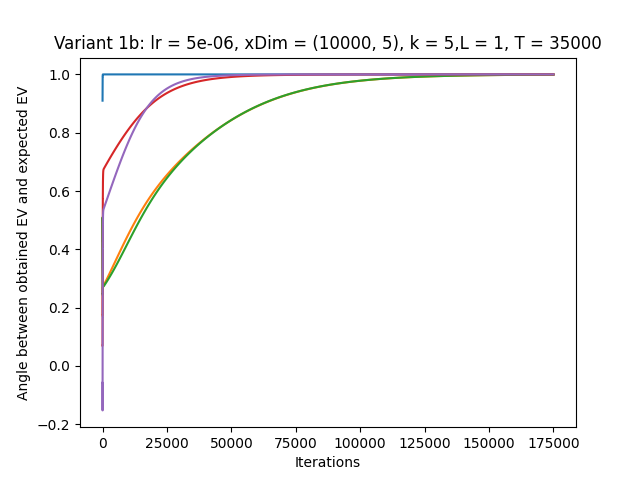 Variant 1b: lr = 5e-06, xDim = (10000, 5), k = 5,L = 1, T = 35000
Angle between obtained EV and expected EV
1.0
0.8
0.6
0.4
0.2
0.0
−0.2
0 25000 50000 75000 100000 125000 150000 175000
Iterations